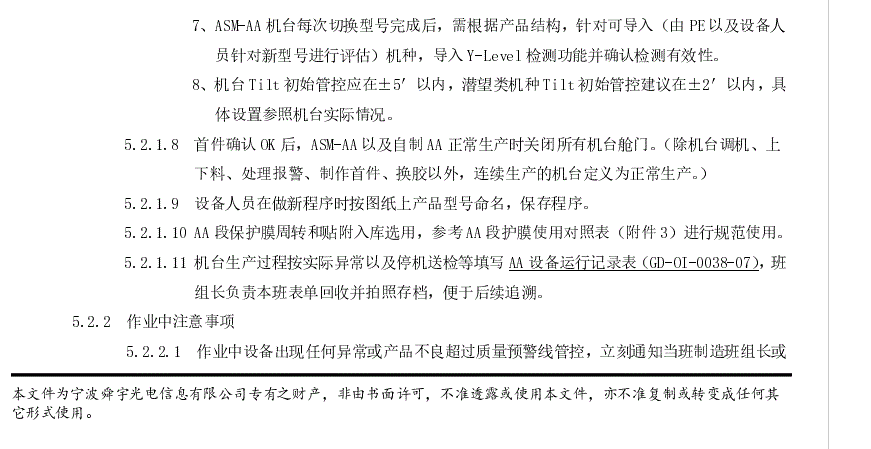 7、ASM-AA 机台每次切换型号完成后，需根据产品结构，针对可导入（由 PE 以及设备人
员针对新型号进行评估）机种，导入 Y-Level 检测功能并确认检测有效性。
8、机台 Tilt 初始管控应在±5′以内，潜望类机种 Tilt 初始管控建议在±2′以内，具
体设置参照机台实际情况。
5.2.1.8 首件确认 OK 后，ASM-AA 以及自制 AA 正常生产时关闭所有机台舱门。（除机台调机、上
下料、处理报警、制作首件、换胶以外，连续生产的机台定义为正常生产。）
5.2.1.9 设备人员在做新程序时按图纸上产品型号命名，保存程序。
5.2.1.10 AA 段保护膜周转和贴附入库选用，参考 AA 段护膜使用对照表（附件 3）进行规范使用。
5.2.1.11 机台生产过程按实际异常以及停机送检等填写 AA 设备运行记录表（GD-OI-0038-07），班
组长负责本班表单回收并拍照存档，便于后续追溯。
5.2.2 作业中注意事项
5.2.2.1 作业中设备出现任何异常或产品不良超过质量预警线管控，立刻通知当班制造班组长或
本文件为宁波舜宇光电信息有限公司专有之财产，非由书面许可，不准透露或使用本文件，亦不准复制或转变成任何其
它形式使用。